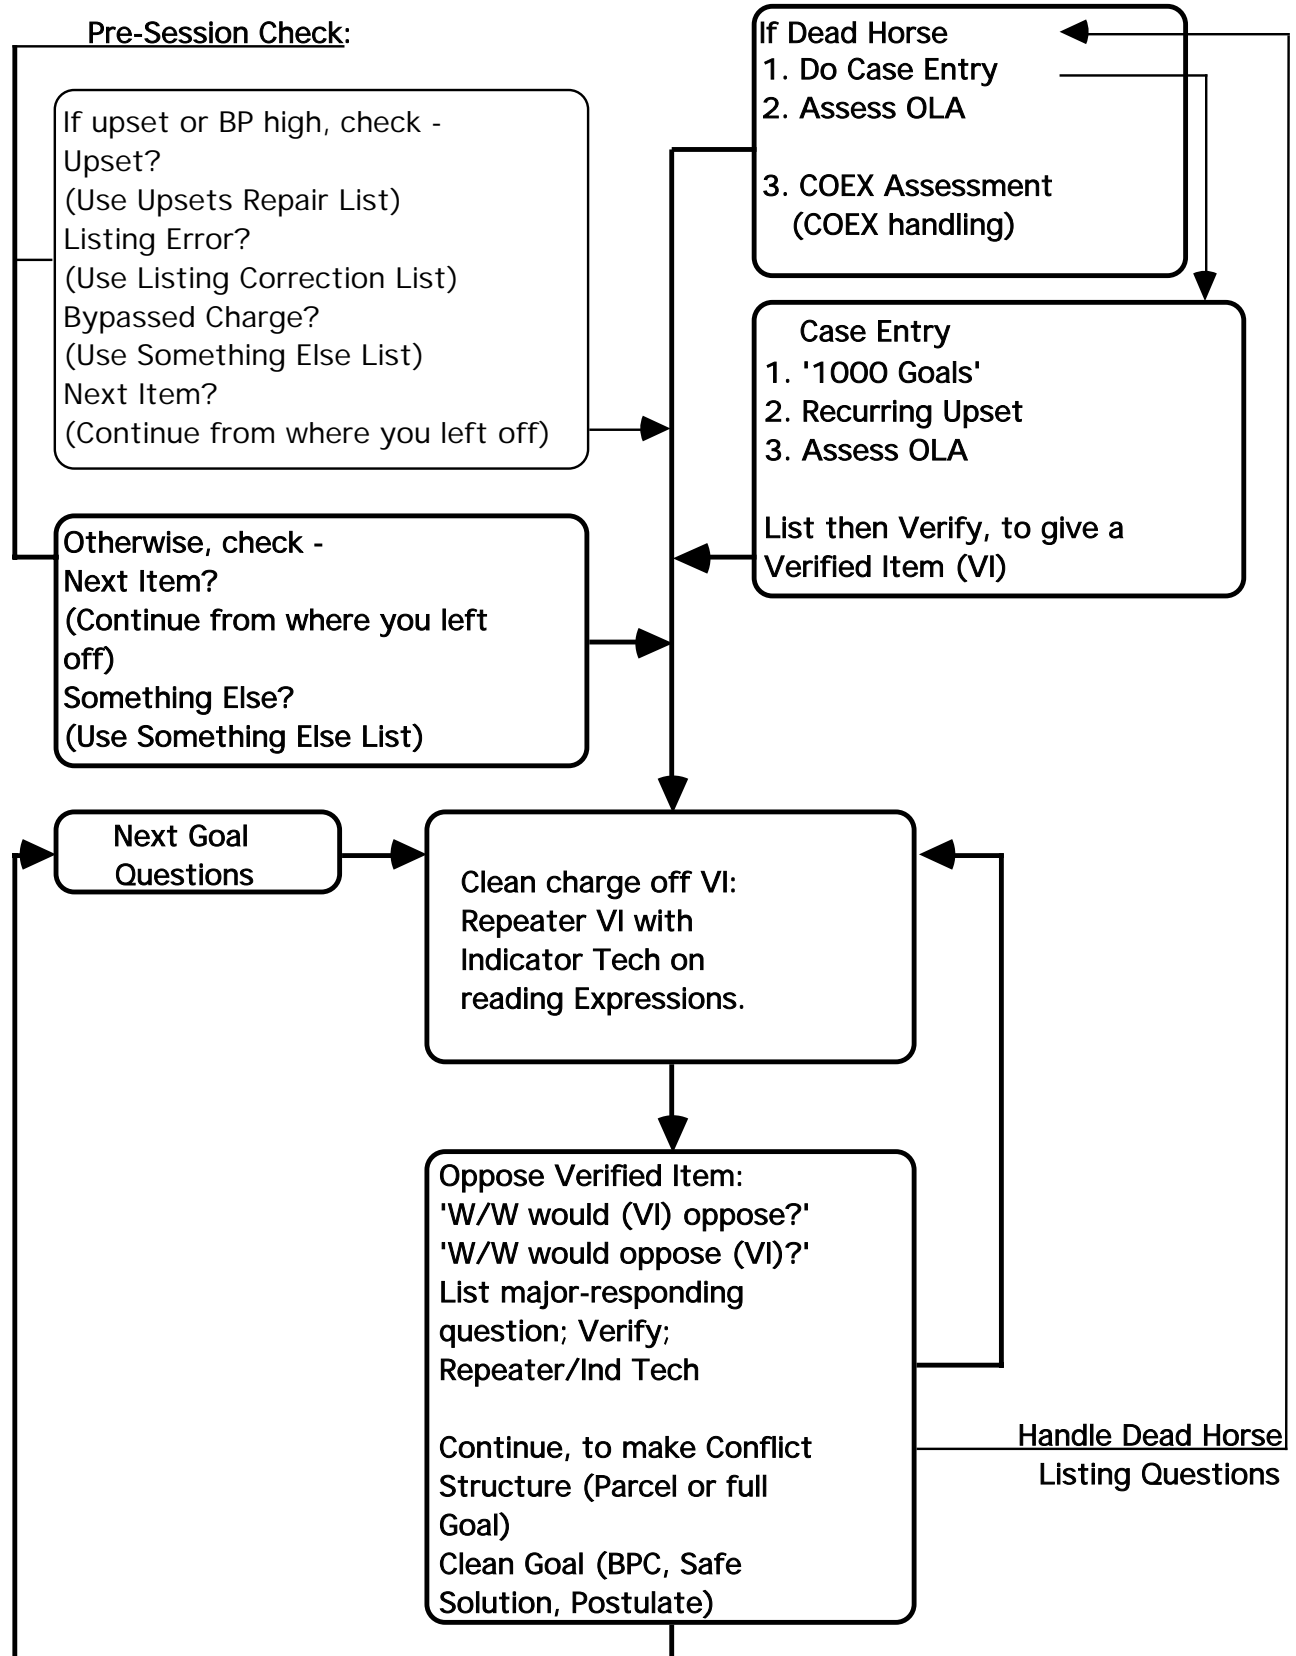 Pre-Session Check:
If upset or BP high, check -
Upset?
(Use Upsets Repair List)
Listing Error?
(Use Listing Correction List)
Bypassed Charge?
(Use Something Else List)
Next Item?
(Continue from where you left off)
Otherwise, check -
Next Item?
(Continue from where you left
off)
Something Else?
(Use Something Else List)
If Dead Horse
1. Do Case Entry
2. Assess OLA
3. COEX Assessment
(COEX handling)
Case Entry
1. '1000 Goals'
2. Recurring Upset
3. Assess OLA
List then Verify, to give a
Verified Item (VI)
Next Goal
Questions
Clean charge off VI:
Repeater VI with
Indicator Tech on
reading Expressions.
Oppose Verified Item:
'W/W would (VI) oppose?'
'W/W would oppose (VI)?'
List major-responding
question; Verify;
Repeater/Ind Tech
Continue, to make Conflict
Structure (Parcel or full
Goal)
Clean Goal (BPC, Safe
Solution, Postulate)
Handle Dead Horse
Listing Questions